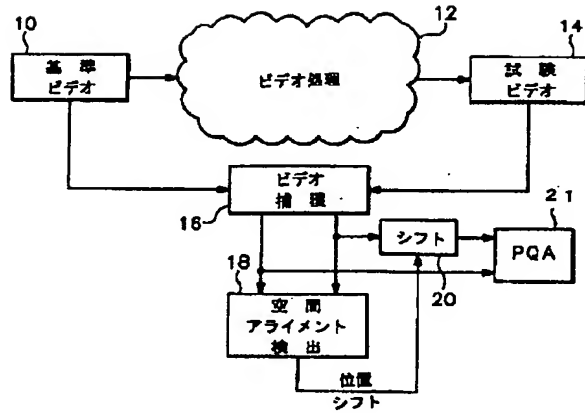 10
基準
ビデオ
12
ビデオ処理
14
試験
ビデオ
ビデオ
捕獲
16
シフト
20
21
PQA
18
空間
アライメント
検出
位置
シフト